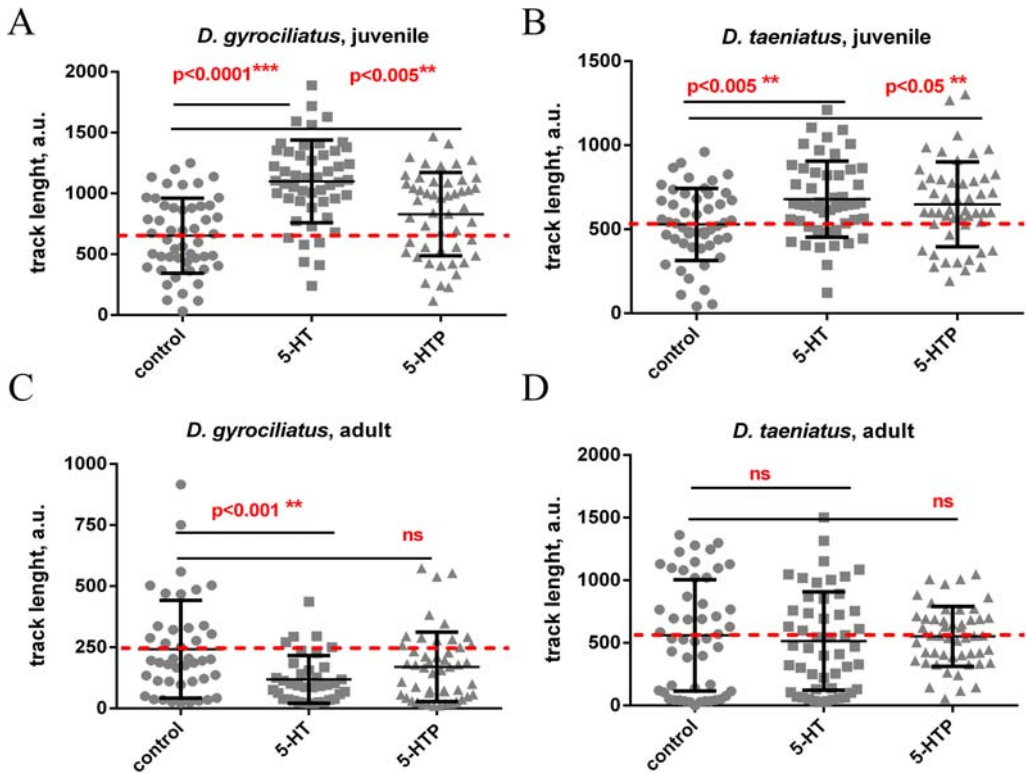 A
D. gyrociliatus, juvenile
p<0.0001***
p<0.005**
track lenght, a.u.
2000
1500
1000
500
0
control
5-HT
5-HTP
B
D. taeniatus, juvenile
p<0.005 **
p<0.05 **
track lenght, a.u.
1500
1000
500
0
control
5-HT
5-HTP
C
D. gyrociliatus, adult
p<0.001 **
ns
track lenght, a.u.
1000
750
500
250
0
control
5-HT
5-HTP
D
D. taeniatus, adult
ns
ns
track lenght, a.u.
2000
1500
1000
500
0
control
5-HT
5-HTP